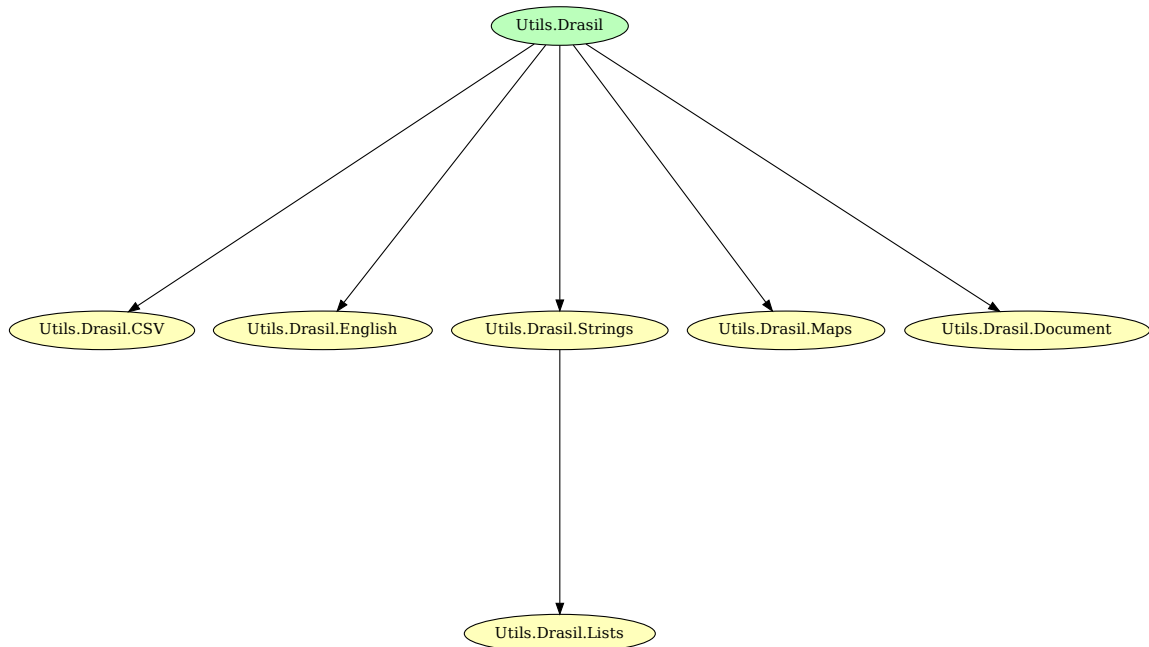 Utils.Drasil
Utils.Drasil.CSV
Utils.Drasil.English
Utils.Drasil.Strings
Utils.Drasil.Maps
Utils.Drasil.Document
Utils.Drasil.Lists